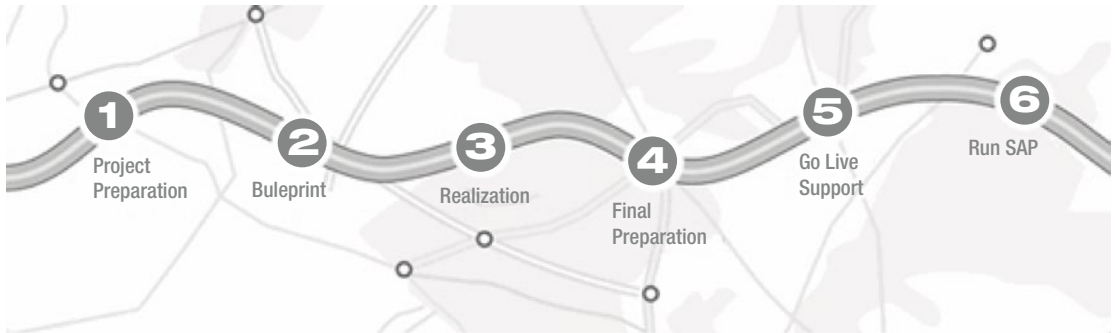 1
Project
Preparation
2
Buleprint
3
Realization
4
Final
Preparation
5
Go Live
Support
6
Run SAP